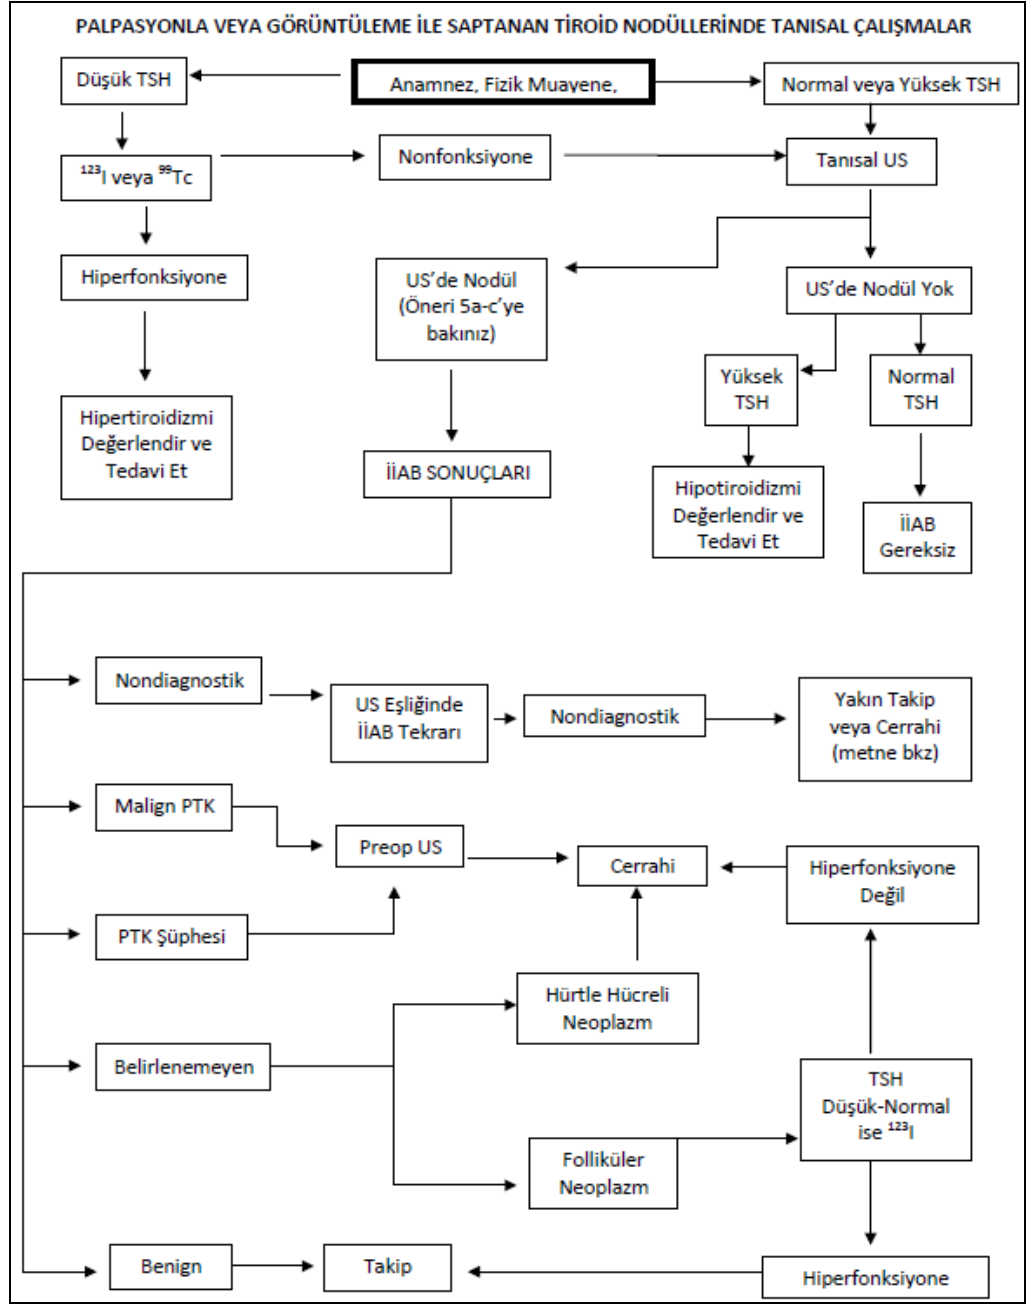 PALPASYONLA VEYA GÖRÜNTÜLEME İLE SAPTANAN TİROİD NODÜLLERİNDE TANISAL ÇALIŞMALAR
Düşük TSH
Anamnez, Fizik Muayene,
Normal veya Yüksek TSH
¹²³I veya ⁹⁹Tc
Nonfonksiyone
Tanısal US
Hiperfonksiyone
US’de Nodül
(Öneri 5a-c’ye
bakınız)
US’de Nodül Yok
Yüksek
TSH
Normal
TSH
Hipertiroidizmi
Değerlendir ve
Tedavi Et
İİAB SONUÇLARI
Hipotiroidizmi
Değerlendir ve
Tedavi Et
İİAB
Gereksiz
Nondiagnostik
US Eşliğinde
İİAB Tekrarı
Nondiagnostik
Yakın Takip
veya Cerrahi
(metne bkz)
Malign PTK
Preop US
Cerrahi
Hiperfonksiyone
Değil
PTK Şüphesi
Hürtle Hücreli
Neoplazm
Belirlenemeyen
TSH
Düşük-Normal
ise ¹²³I
Folliküler
Neoplazm
Benign
Takip
Hiperfonksiyone